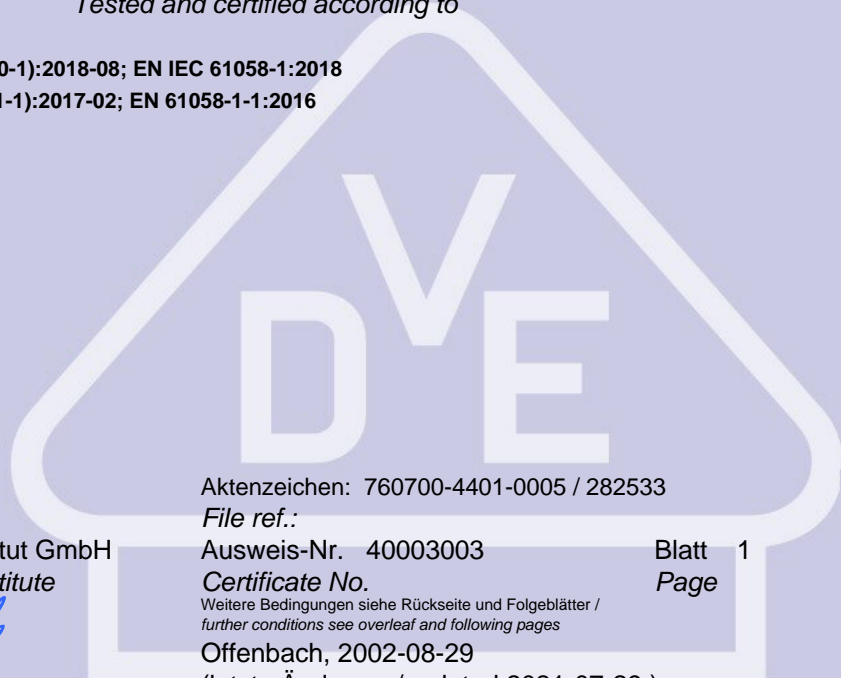 Tested and certified according to
0-1):2018-08; EN IEC 61058-1:2018
1-1):2017-02; EN 61058-1-1:2016
VDE
Aktenzeichen: 760700-4401-0005 / 282533
File ref.:
tut GmbH Ausweis-Nr. 40003003 Blatt 1
titute Certificate No. Page
Weitere Bedingungen siehe Rückseite und Folgeblätter /
further conditions see overleaf and following pages
Offenbach, 2002-08-29